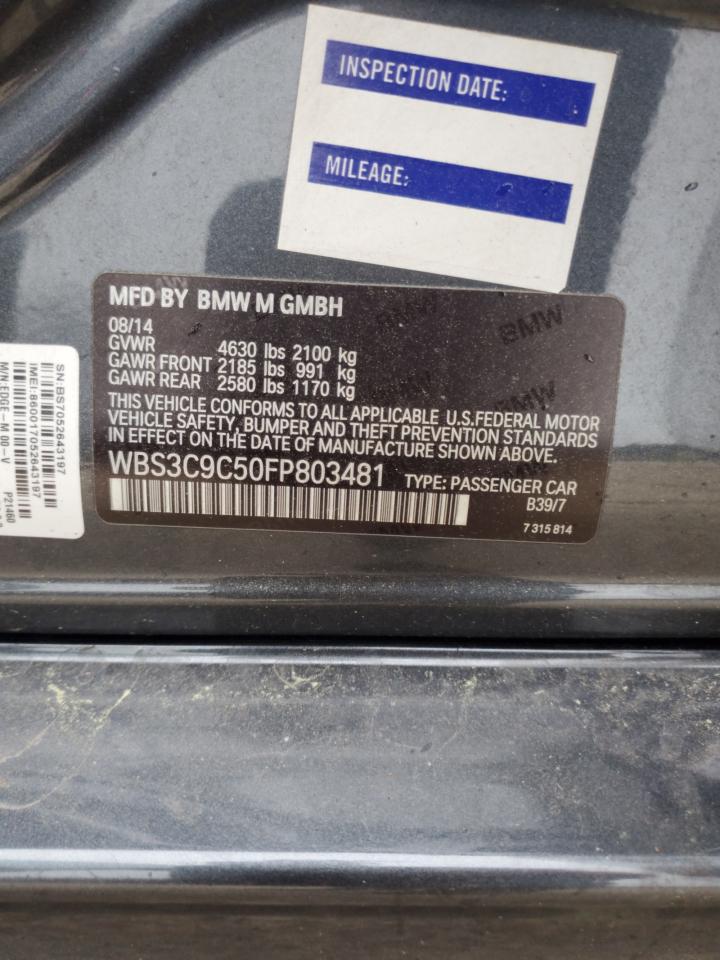 INSPECTION DATE:
MILEAGE:
MFD BY BMW M GMBH
08/14
GVWR 4630 lbs 2100 kg
GAWR FRONT 2185 lbs 991 kg
GAWR REAR 2580 lbs 1170 kg
THIS VEHICLE CONFORMS TO ALL APPLICABLE U.S.FEDERAL MOTOR
VEHICLE SAFETY, BUMPER AND THEFT PREVENTION STANDARDS
IN EFFECT ON THE DATE OF MANUFACTURE SHOWN ABOVE.
WBS3C9C50FP803481 TYPE: PASSENGER CAR
B39/7
7 315 814
BMW
BMW
SN:BS7052643197
IMEI:860017052643197
M/N:EDGE-M 00-V
P21460